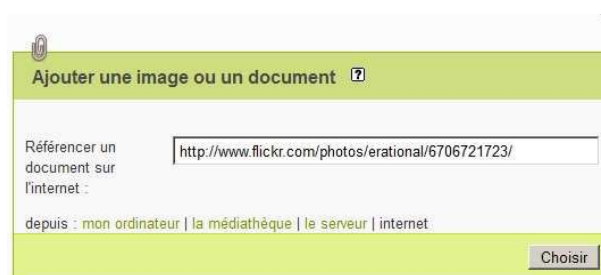 Ajouter une image ou un document ?
Référencer un
document sur
l'internet :
http://www.flickr.com/photos/erational/6706721723/
depuis : mon ordinateur | la médiathèque | le serveur | internet
Choisir